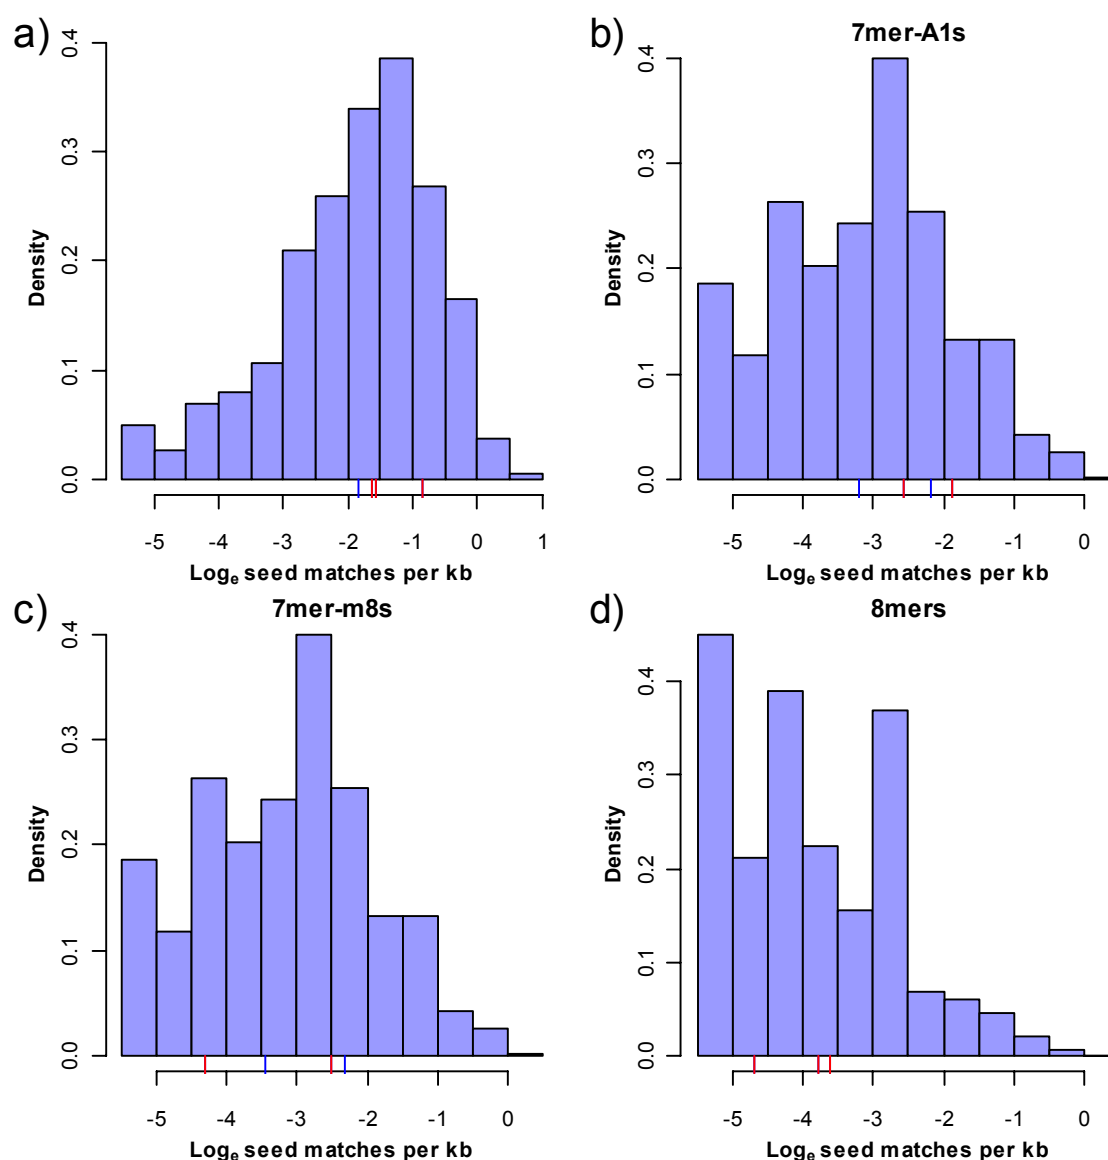 a)
0.4
0.3
0.2
0.1
0.0
Density
-5 -4 -3 -2 -1 0 1
Logₑ seed matches per kb
b)
7mer-A1s
0.4
0.3
0.2
0.1
0.0
Density
-5 -4 -3 -2 -1 0
Logₑ seed matches per kb
c)
7mer-m8s
0.4
0.3
0.2
0.1
0.0
Density
-5 -4 -3 -2 -1 0
Logₑ seed matches per kb
d)
8mers
0.4
0.3
0.2
0.1
0.0
Density
-5 -4 -3 -2 -1 0
Logₑ seed matches per kb